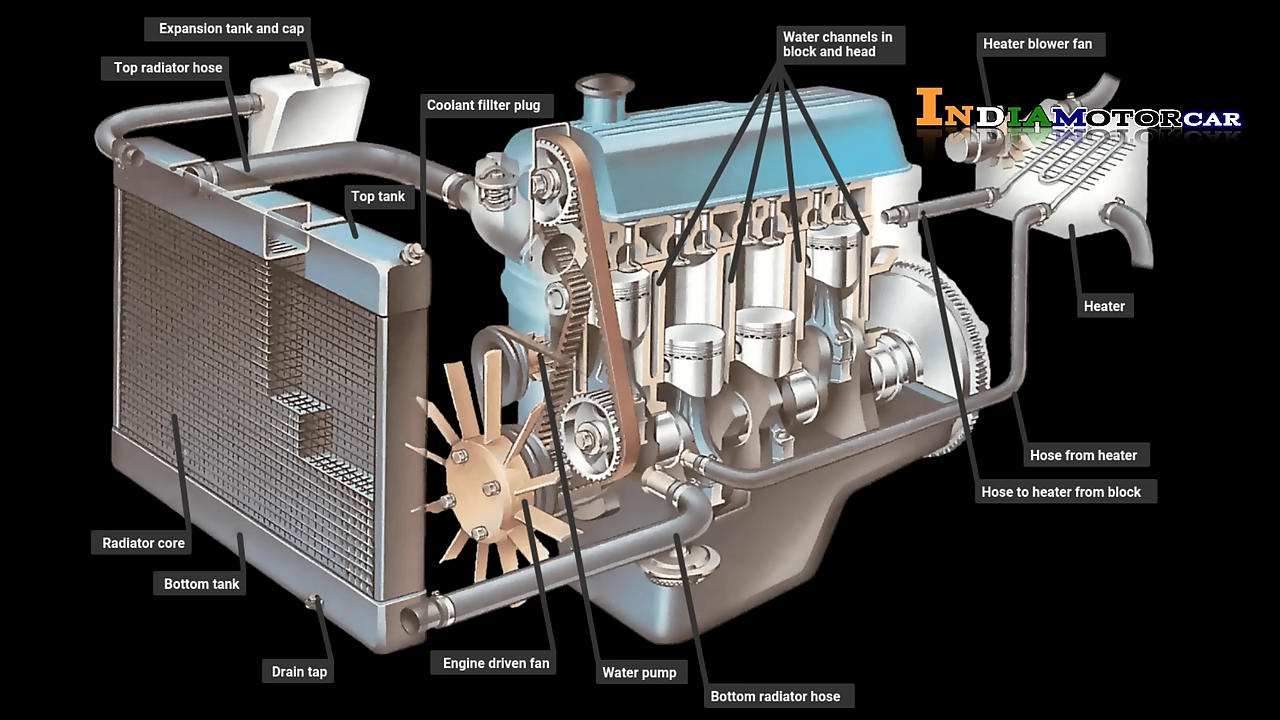 Expansion tank and cap
Top radiator hose
Coolant fillter plug
Top tank
Water channels in
block and head
Heater blower fan
INDIAMOTORCAR
Heater
Hose from heater
Hose to heater from block
Radiator core
Bottom tank
Drain tap
Engine driven fan
Water pump
Bottom radiator hose